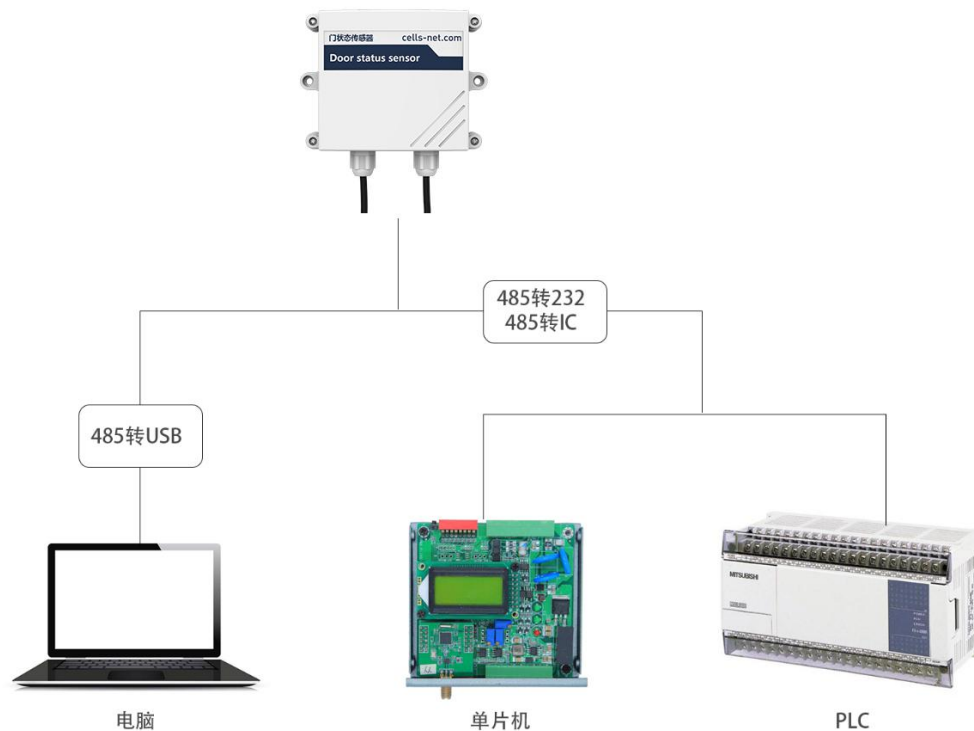 门状态传感器 cells-net.com
Door status sensor
485转232
485转IC
485转USB
MITSUBISHI
电脑
单片机
PLC